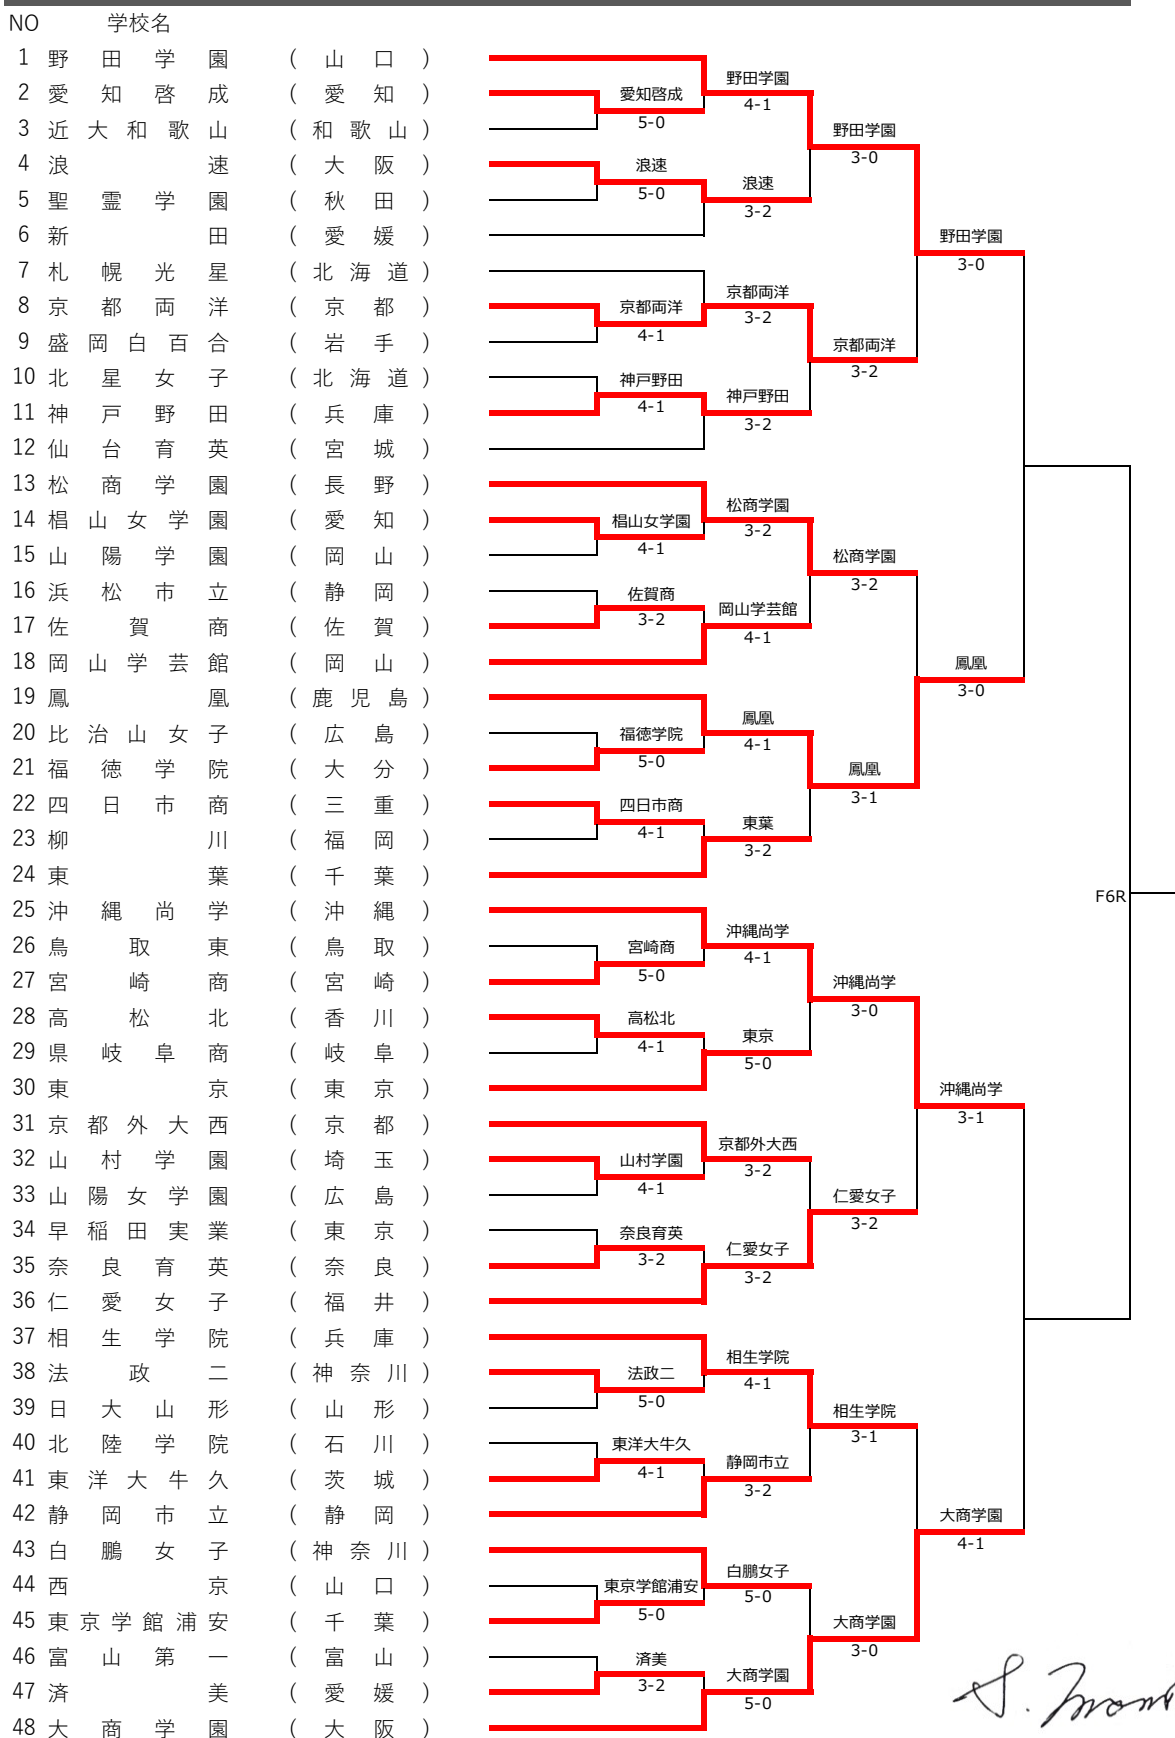 NO 学校名
1 野田学園 (山口)
2 愛知啓成 (愛知)
3 近大和歌山 (和歌山)
4 浪速 (大阪)
5 聖霊学園 (秋田)
6 新田 (愛媛)
7 札幌光星 (北海道)
8 京都両洋 (京都)
9 盛岡白百合 (岩手)
10 北星女子 (北海道)
11 神戸野田 (兵庫)
12 仙台育英 (宮城)
13 松商学園 (長野)
14 椙山女学園 (愛知)
15 山陽学園 (岡山)
16 浜松市立 (静岡)
17 佐賀商 (佐賀)
18 岡山学芸館 (岡山)
19 鳳凰 (鹿児島)
20 比治山女子 (広島)
21 福徳学院 (大分)
22 四日市商 (三重)
23 柳川 (福岡)
24 東葉 (千葉)
25 沖縄尚学 (沖縄)
26 鳥取東 (鳥取)
27 宮崎商 (宮崎)
28 高松北 (香川)
29 県岐阜商 (岐阜)
30 東京 (東京)
31 京都外大西 (京都)
32 山村学園 (埼玉)
33 山陽女学園 (広島)
34 早稲田実業 (東京)
35 奈良育英 (奈良)
36 仁愛女子 (福井)
37 相生学院 (兵庫)
38 法政二 (神奈川)
39 日大山形 (山形)
40 北陸学院 (石川)
41 東洋大牛久 (茨城)
42 静岡市立 (静岡)
43 白鵬女子 (神奈川)
44 西京 (山口)
45 東京学館浦安 (千葉)
46 富山第一 (富山)
47 済美 (愛媛)
48 大商学園 (大阪)
愛知啓成
5-0
浪速
5-0
京都両洋
4-1
神戸野田
4-1
椙山女学園
4-1
佐賀商
3-2
福徳学院
5-0
四日市商
4-1
宮崎商
5-0
高松北
4-1
山村学園
4-1
奈良育英
3-2
法政二
5-0
東洋大牛久
4-1
東京学館浦安
5-0
済美
3-2
野田学園
4-1
浪速
3-2
京都両洋
3-2
神戸野田
3-2
松商学園
3-2
岡山学芸館
4-1
鳳凰
4-1
東葉
3-2
沖縄尚学
4-1
東京
5-0
京都外大西
3-2
仁愛女子
3-2
相生学院
4-1
静岡市立
3-2
白鵬女子
5-0
大商学園
5-0
野田学園
3-0
京都両洋
3-2
松商学園
3-2
鳳凰
3-1
沖縄尚学
3-0
仁愛女子
3-2
相生学院
3-1
大商学園
3-0
野田学園
3-0
鳳凰
3-0
沖縄尚学
3-1
大商学園
4-1
F6R